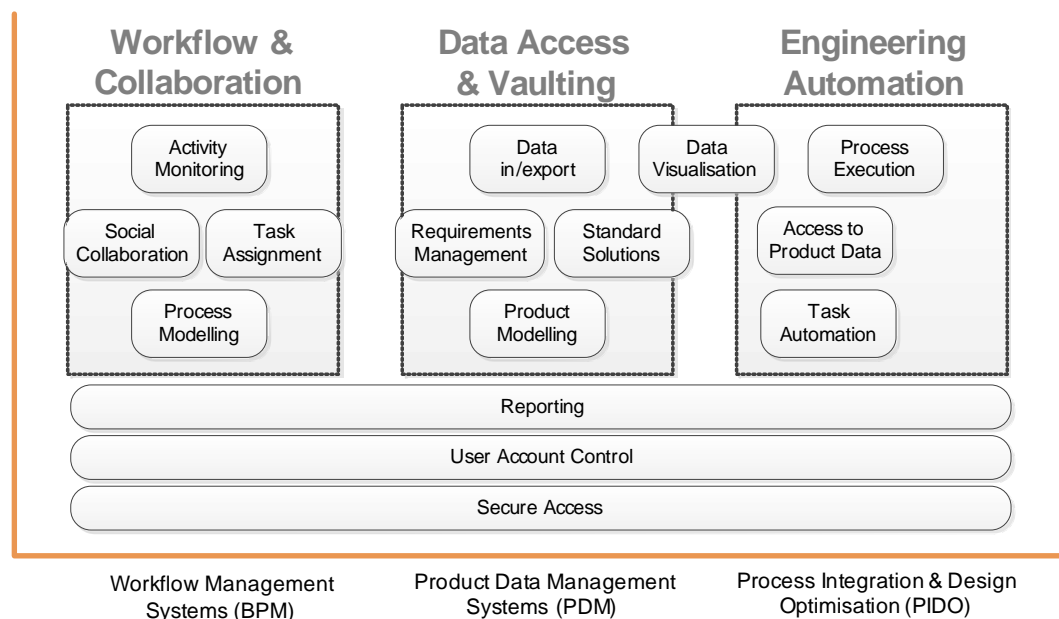 Workflow &
Collaboration
Data Access
& Vaulting
Engineering
Automation
Activity
Monitoring
Social
Collaboration
Task
Assignment
Process
Modelling
Data
in/export
Requirements
Management
Standard
Solutions
Product
Modelling
Data
Visualisation
Process
Execution
Access to
Product Data
Task
Automation
Reporting
User Account Control
Secure Access
Workflow Management
Systems (BPM)
Product Data Management
Systems (PDM)
Process Integration & Design
Optimisation (PIDO)